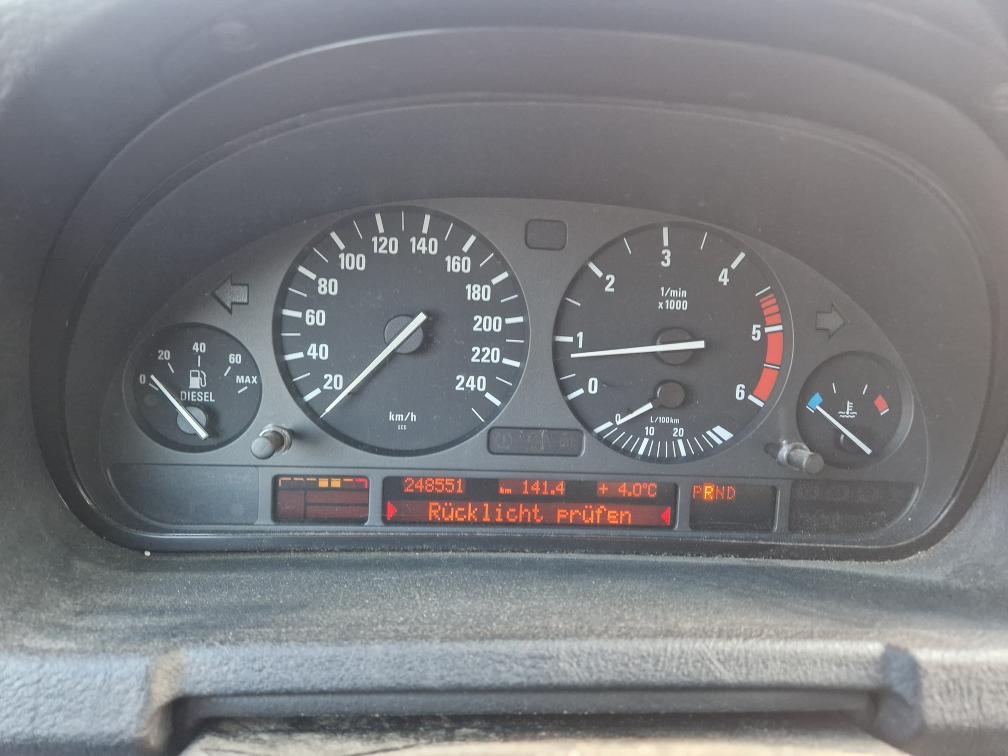 0 20 40 60 MAX
DIESEL
20 40 60 80 100 120 140 160 180 200 220 240
km/h
0 1 2 3 4 5 6
1/min
x1000
0 10 20
L/100km
248551 km 141.4 + 4.0°C
Rücklicht prüfen
PRND